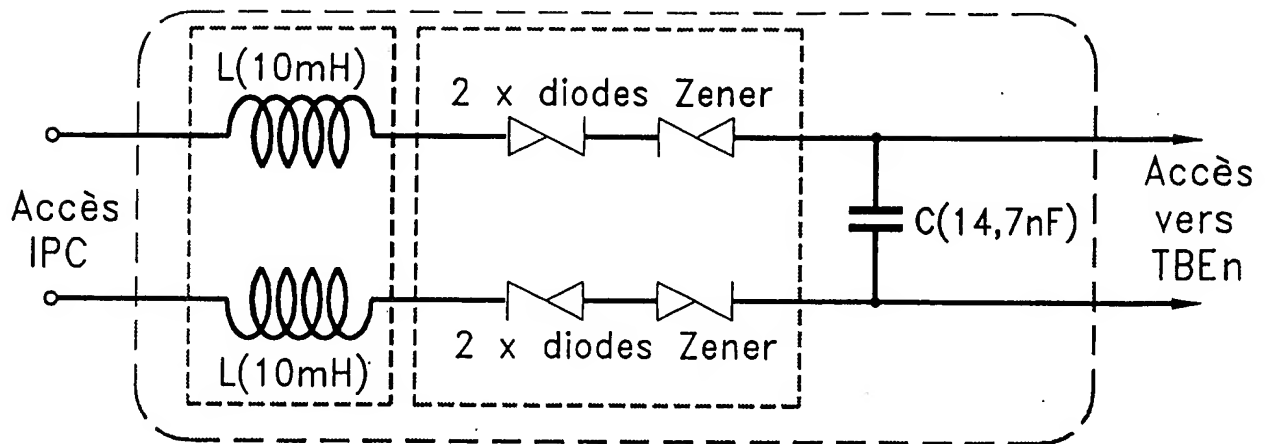 L(10mH)
2 x diodes Zener
Accès
IPC
C(14,7nF)
Accès
vers
TBEn
2 x diodes Zener
L(10mH)